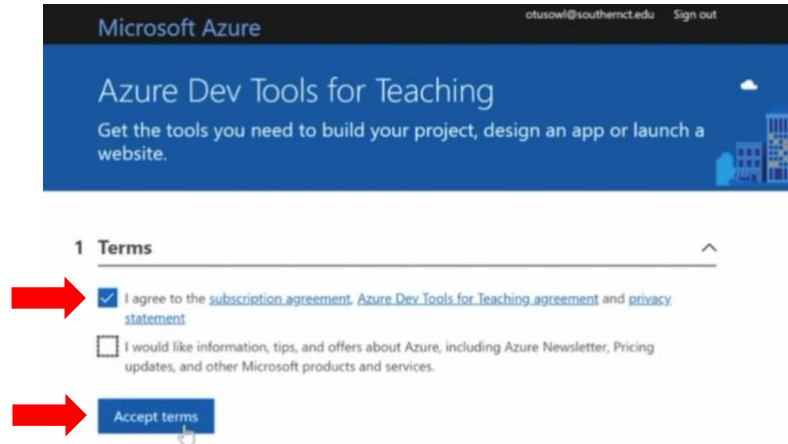 otusowl@southernct.edu Sign out
Microsoft Azure
Azure Dev Tools for Teaching
Get the tools you need to build your project, design an app or launch a
website.
1 Terms
I agree to the subscription agreement, Azure Dev Tools for Teaching agreement and privacy
statement
I would like information, tips, and offers about Azure, including Azure Newsletter, Pricing
updates, and other Microsoft products and services.
Accept terms